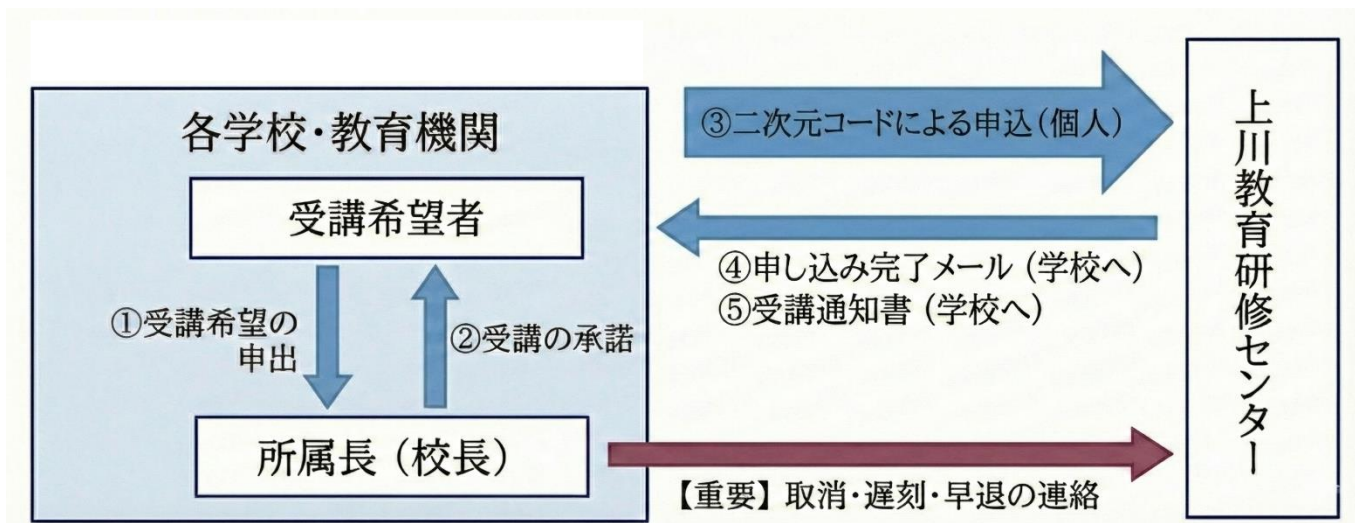 各学校・教育機関
受講希望者
①受講希望の
申出
②受講の承諾
所属長（校長）
③二次元コードによる申込（個人）
④申し込み完了メール（学校へ）
⑤受講通知書（学校へ）
【重要】取消・遅刻・早退の連絡
上川教育研修センター